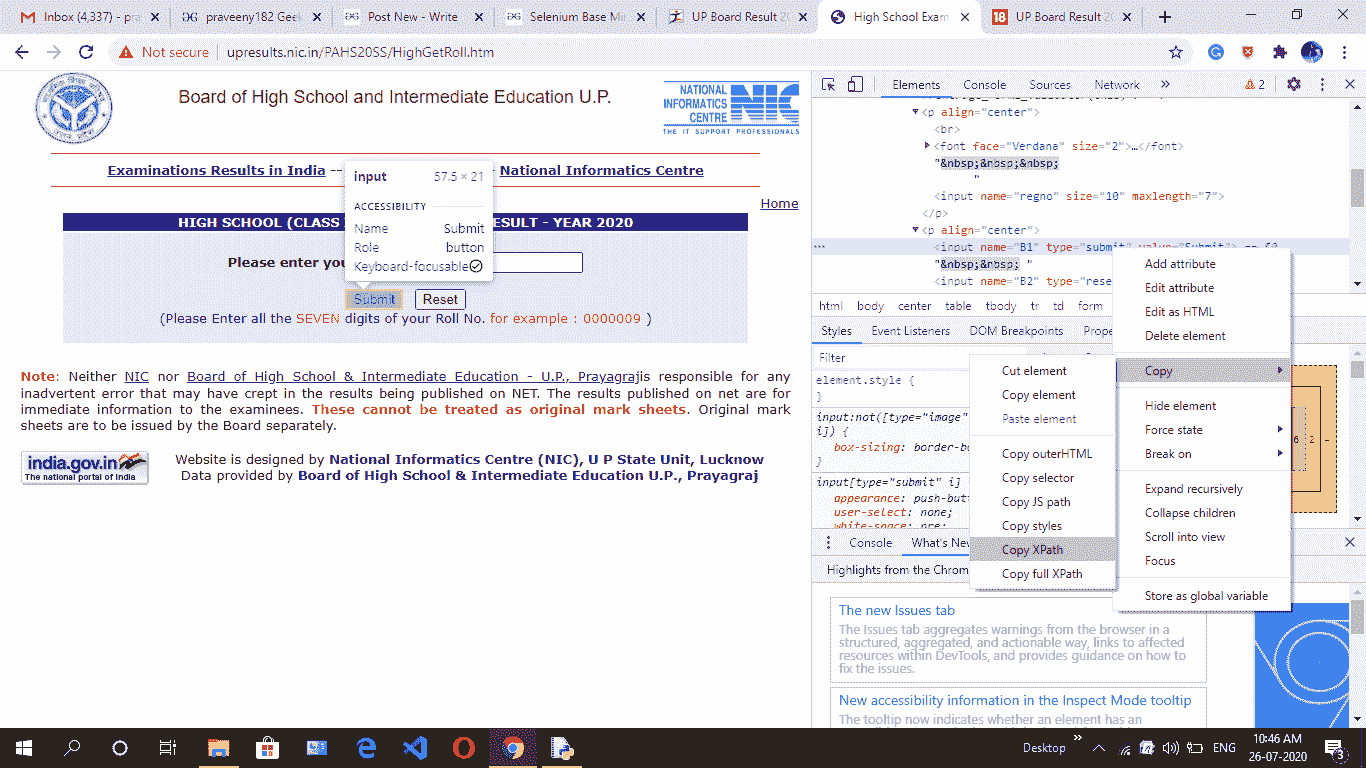 Inbox (4,337) - pra
praveeny182 Geek
Post New - Write
Selenium Base Min
UP Board Result 20
High School Exam
18 UP Board Result 20
Not secure upresults.nic.in/PAHS20SS/HighGetRoll.htm
Board of High School and Intermediate Education U.P.
NATIONAL
INFORMATICS
CENTRE
NIC
THE IT SUPPORT PROFESSIONALS
Examinations Results in India --
National Informatics Centre
Home
HIGH SCHOOL (CLASS
ESULT - YEAR 2020
Please enter you
input 57.5 × 21
ACCESSIBILITY
Name Submit
Role button
Keyboard-focusable
Submit Reset
(Please Enter all the SEVEN digits of your Roll No. for example : 0000009 )
Note: Neither NIC nor Board of High School & Intermediate Education - U.P., Prayagrajis responsible for any
inadvertent error that may have crept in the results being published on NET. The results published on net are for
immediate information to the examinees. These cannot be treated as original mark sheets. Original mark
sheets are to be issued by the Board separately.
india.gov.in
The national portal of India
Website is designed by National Informatics Centre (NIC), U P State Unit, Lucknow
Data provided by Board of High School & Intermediate Education U.P., Prayagraj
Elements Console Sources Network » 2
<p align="center">
<br>
<font face="Verdana" size="2">…</font>
"&nbsp;&nbsp;&nbsp;
"
<input name="regno" size="10" maxlength="7">
</p>
<p align="center">
<input name="B1" type="submit" value="Submit"> == $0
"&nbsp;&nbsp; "
<input name="B2" type="rese
html body center table tbody tr td form
Styles Event Listeners DOM Breakpoints Prope
Filter
element.style {
}
input:not([type="image"
i]) {
box-sizing: border-bo
}
input[type="submit" i]
appearance: push-butt
user-select: none;
white-space: pre;
Add attribute
Edit attribute
Edit as HTML
Delete element
Copy
Hide element
Force state
Break on
Expand recursively
Collapse children
Scroll into view
Focus
Store as global variable
Cut element
Copy element
Paste element
Copy outerHTML
Copy selector
Copy JS path
Copy styles
Copy XPath
Copy full XPath
6 2 –
Console What's New
Highlights from the Chrom
The new Issues tab
The Issues tab aggregates warnings from the browser in a
structured, aggregated, and actionable way, links to affected
resources within DevTools, and provides guidance on how to
fix the issues.
New accessibility information in the Inspect Mode tooltip
The tooltip now indicates whether an element has an
Desktop » ENG
10:46 AM
26-07-2020
3